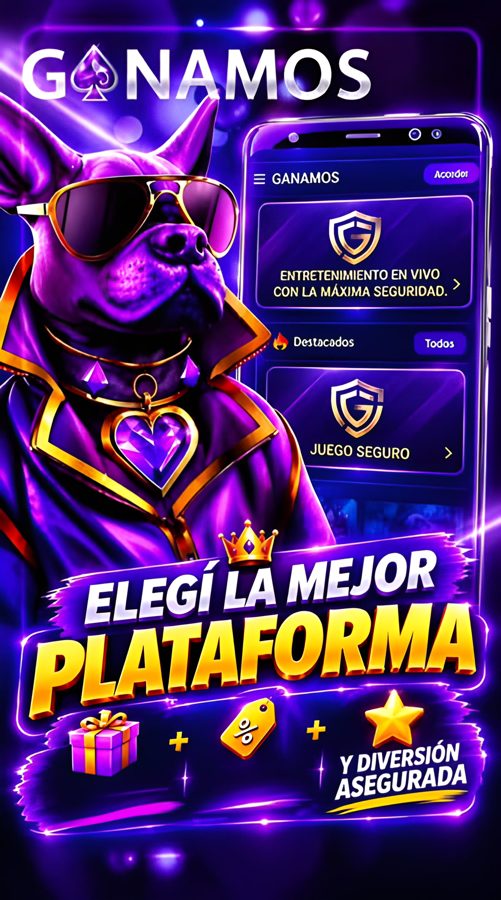 GANAMOS
GANAMOS
Acceder
ENTRETENIMIENTO EN VIVO
CON LA MÁXIMA SEGURIDAD.
Destacados
Todos
JUEGO SEGURO
ELEGÍ LA MEJOR
PLATAFORMA
+ % +
Y DIVERSIÓN
ASEGURADA